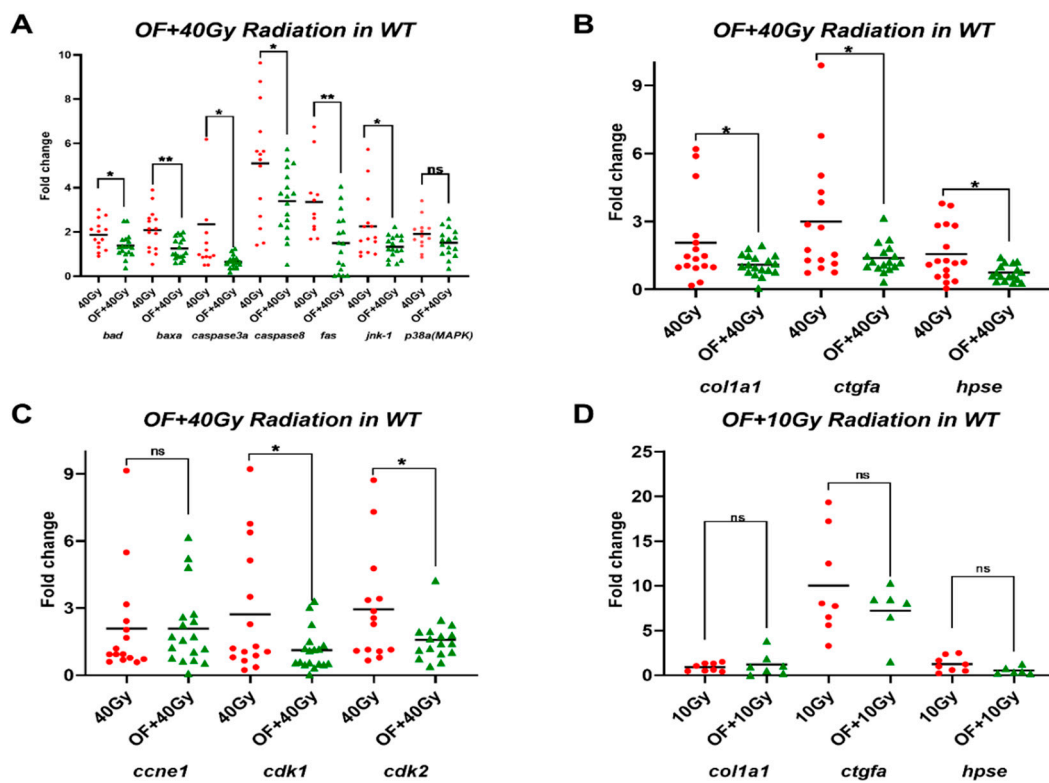 A
OF+40Gy Radiation in WT
Fold change
10
8
6
4
2
0
* ** * * ** * ns
40Gy OF+40Gy 40Gy OF+40Gy 40Gy OF+40Gy 40Gy OF+40Gy 40Gy OF+40Gy 40Gy OF+40Gy 40Gy OF+40Gy
bad baxa caspase3a caspase8 fas jnk-1 p38a(MAPK)
B
OF+40Gy Radiation in WT
Fold change
9
6
3
0
* * *
40Gy OF+40Gy 40Gy OF+40Gy 40Gy OF+40Gy
col1a1 ctgfa hpse
C
OF+40Gy Radiation in WT
Fold change
9
6
3
0
ns * *
40Gy OF+40Gy 40Gy OF+40Gy 40Gy OF+40Gy
ccne1 cdk1 cdk2
D
OF+10Gy Radiation in WT
Fold change
25
20
15
10
5
0
ns ns ns
10Gy OF+10Gy 10Gy OF+10Gy 10Gy OF+10Gy
col1a1 ctgfa hpse